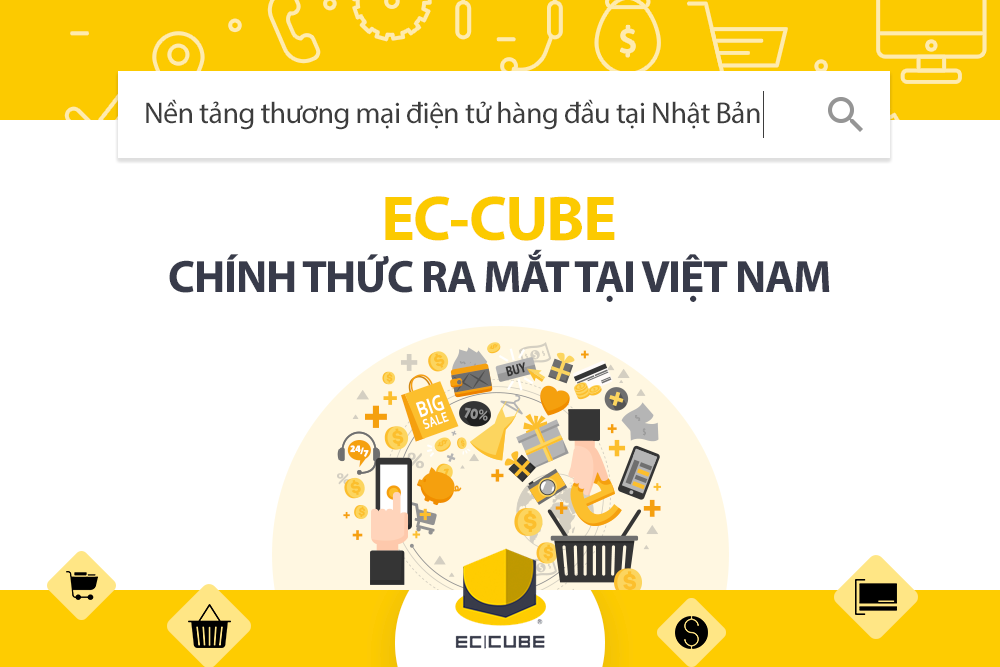 Nền tảng thương mại điện tử hàng đầu tại Nhật Bản
EC-CUBE
CHÍNH THỨC RA MẮT TẠI VIỆT NAM
BUY
BIG
SALE
70%
24/7
EC|CUBE
®